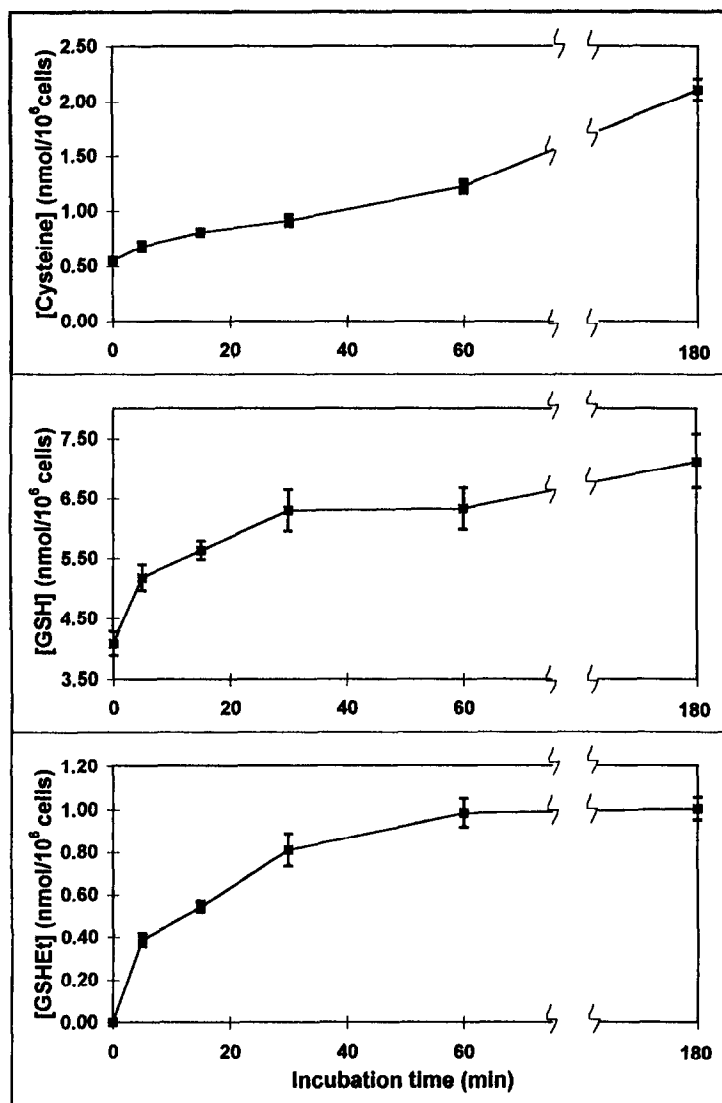 [Cysteine] (nmol/10⁶cells)
2.50
2.00
1.50
1.00
0.50
0.00
0 20 40 60 180
[GSH] (nmol/10⁶ cells)
7.50
6.50
5.50
4.50
3.50
0 20 40 60 180
[GSHEt] (nmol/10⁶ cells)
1.20
1.00
0.80
0.60
0.40
0.20
0.00
0 20 40 60 180
Incubation time (min)